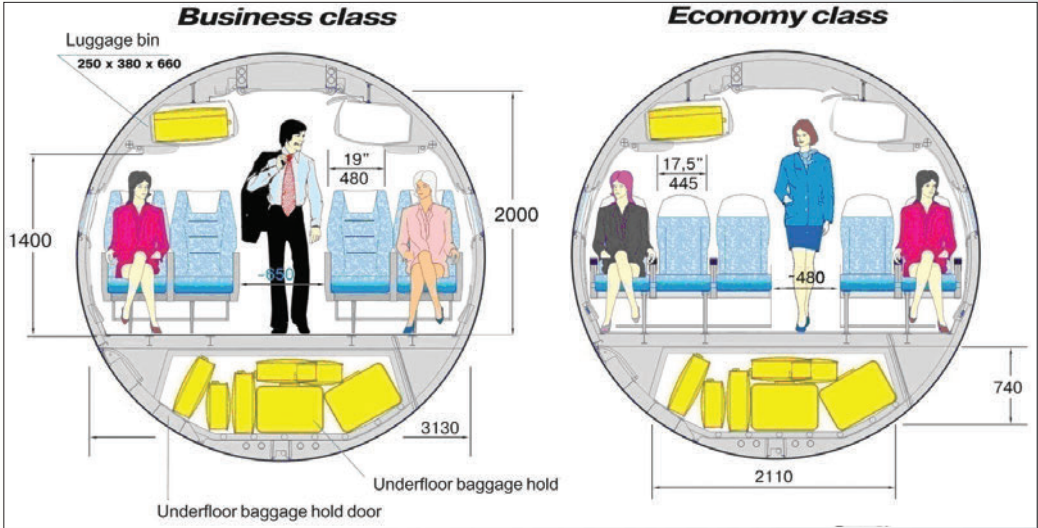 Business class
Economy class
Luggage bin
250 x 380 x 660
19”
480
17,5”
445
1400
2000
~650
~480
740
3130
2110
Underfloor baggage hold
Underfloor baggage hold door